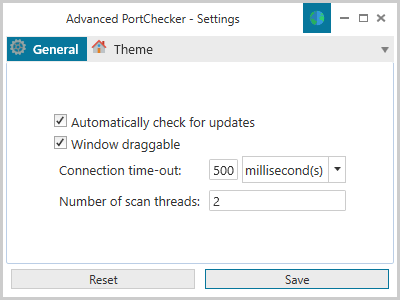 Advanced PortChecker - Settings
General Theme
Automatically check for updates
Window draggable
Connection time-out: 500 millisecond(s)
Number of scan threads: 2
Reset Save